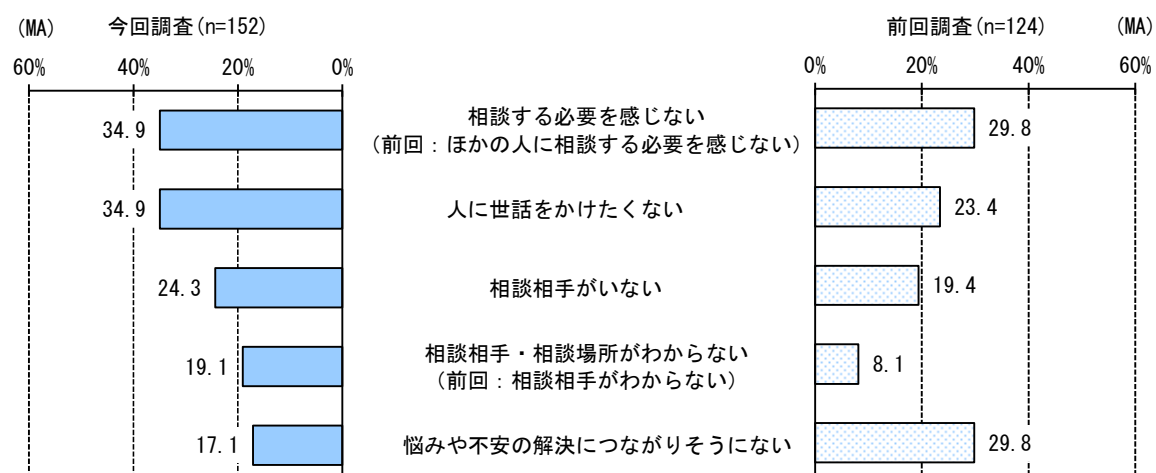 (MA) 今回調査(n=152) 前回調査(n=124) (MA)
60% 40% 20% 0% 0% 20% 40% 60%
34.9 相談する必要を感じない 29.8
(前回：ほかの人に相談する必要を感じない)
34.9 人に世話をかけたくない 23.4
24.3 相談相手がいない 19.4
19.1 相談相手・相談場所がわからない 8.1
(前回：相談相手がわからない)
17.1 悩みや不安の解決につながりそうにない 29.8